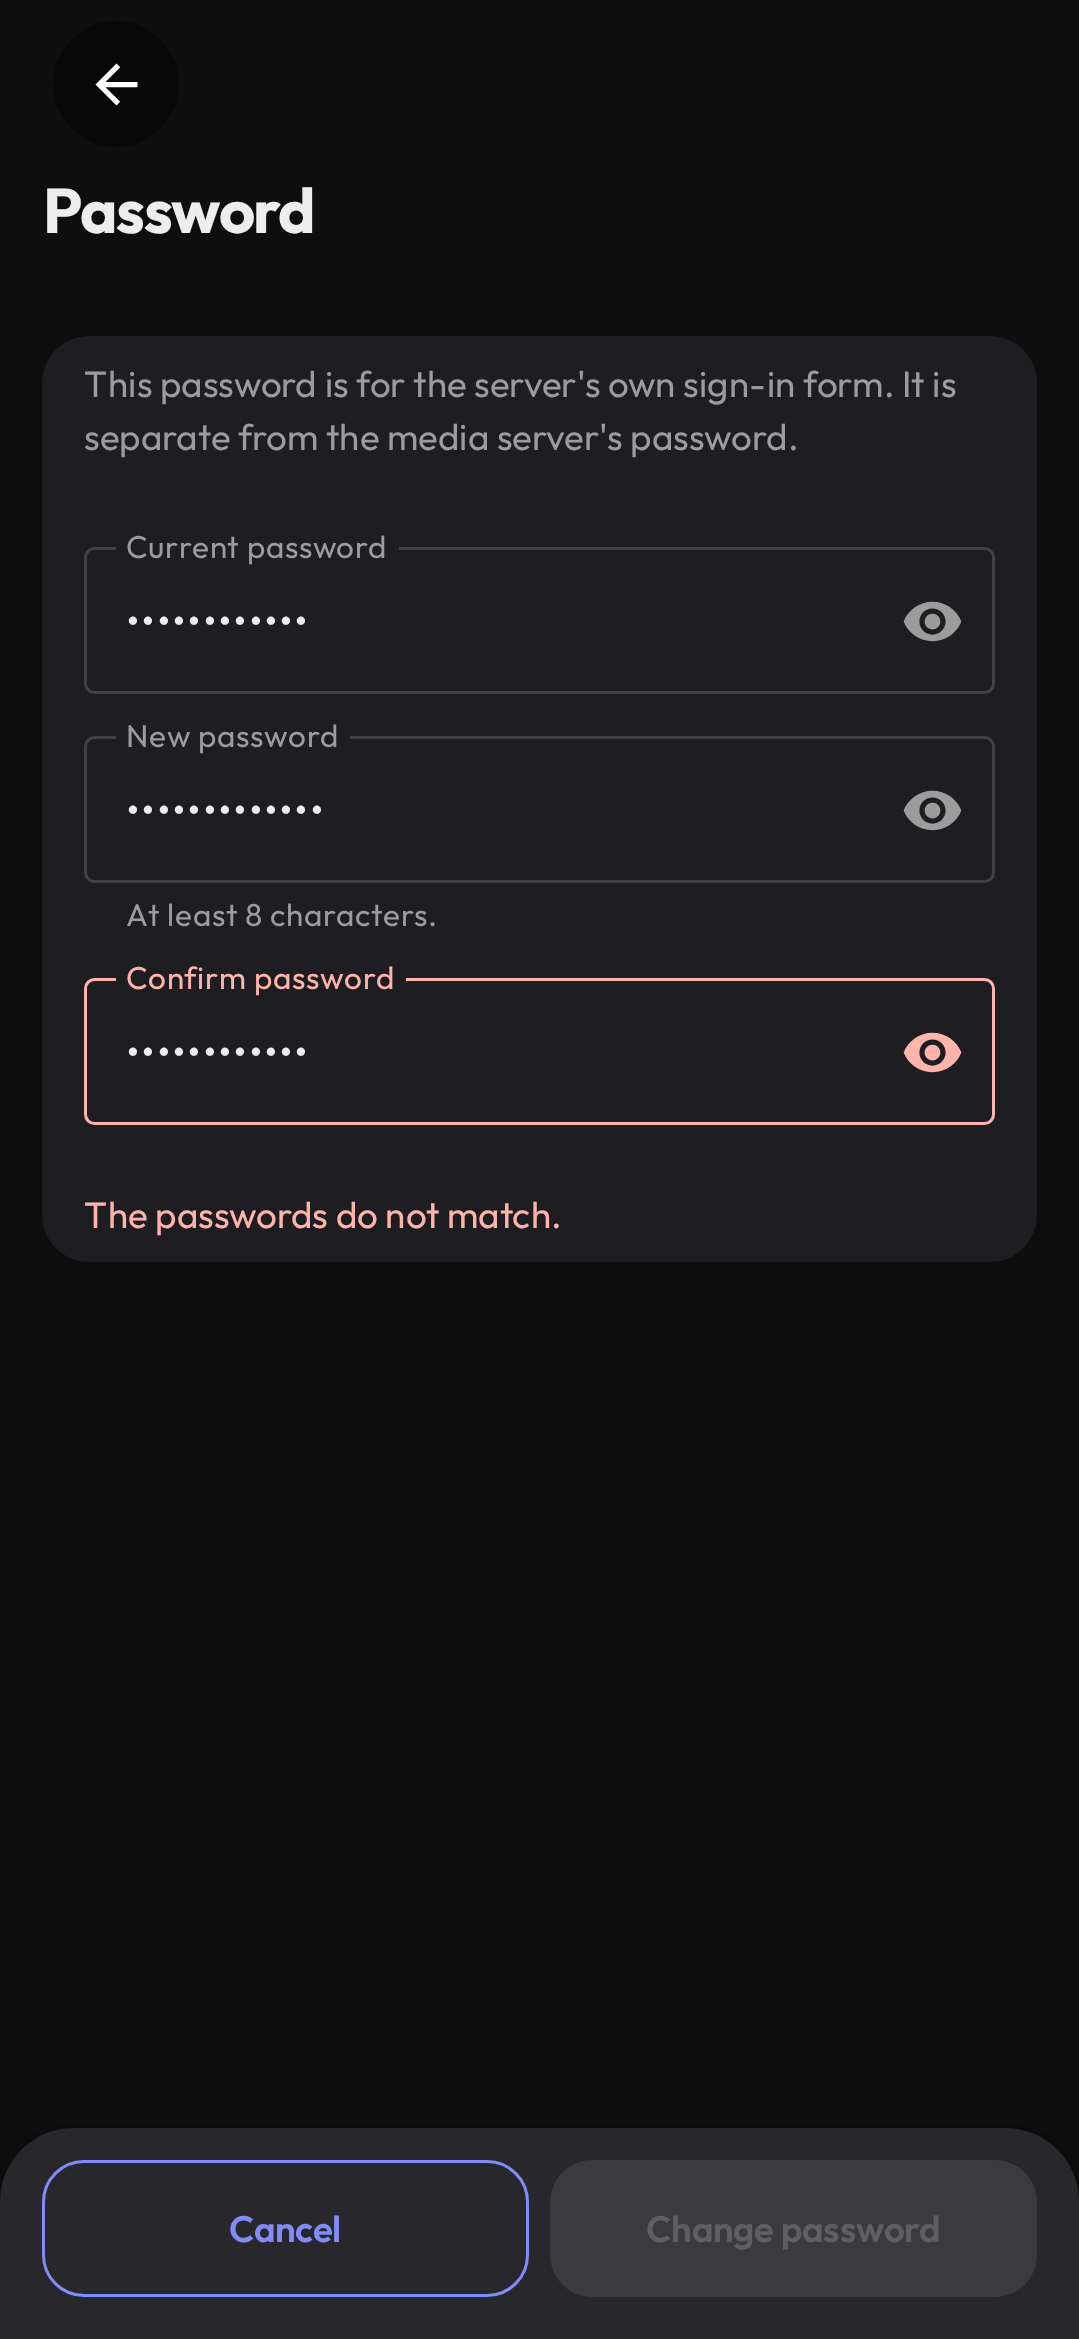 Password
This password is for the server's own sign-in form. It is
separate from the media server's password.
Current password
••••••••••••
New password
•••••••••••••
At least 8 characters.
Confirm password
••••••••••••
The passwords do not match.
Cancel
Change password